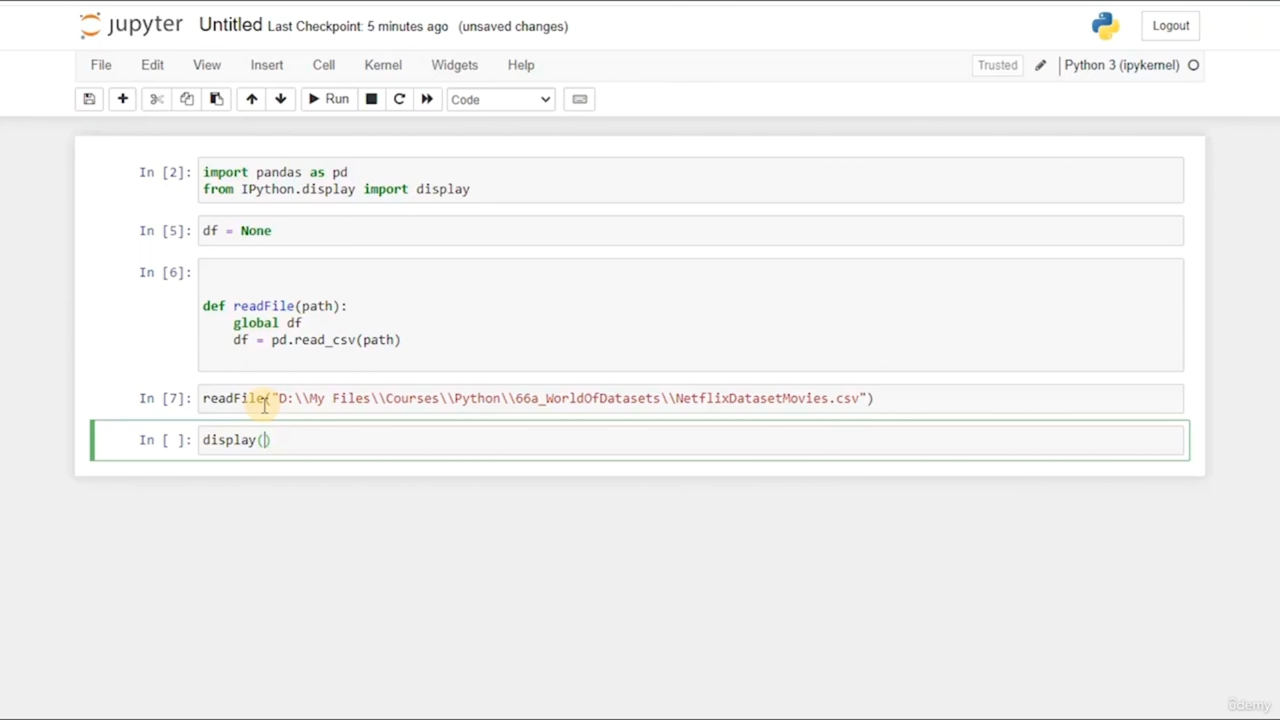 jupyter Untitled Last Checkpoint: 5 minutes ago (unsaved changes) Logout
File Edit View Insert Cell Kernel Widgets Help Trusted Python 3 (ipykernel)
Run Code
In [2]: import pandas as pd
from IPython.display import display
In [5]: df = None
In [6]:
def readFile(path):
global df
df = pd.read_csv(path)
In [7]: readFile("D:\\My Files\\Courses\\Python\\66a_WorldOfDatasets\\NetflixDatasetMovies.csv")
In [ ]: display()
ûdemy